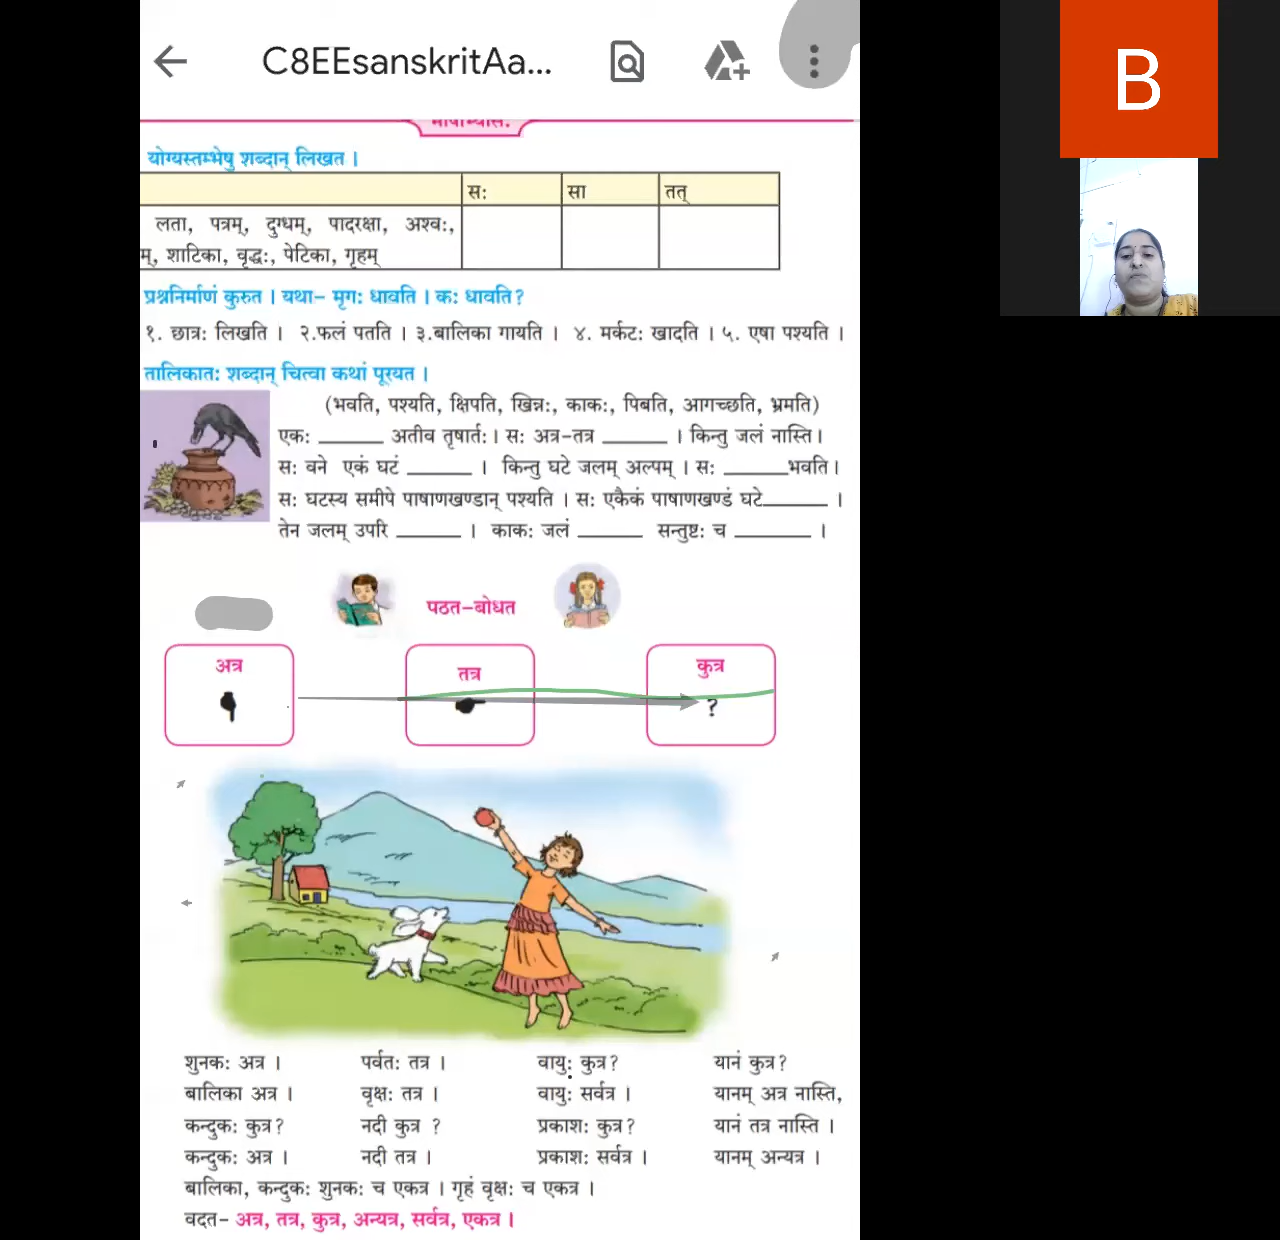 C8EEsanskritAa...
B
भाषाभ्यासः
योग्यस्तम्भेषु शब्दान् लिखत ।
सः सा तत्
लता, पत्रम्, दुग्धम्, पादरक्षा, अश्वः,
म्, शाटिका, वृद्धः, पेटिका, गृहम्
प्रश्ननिर्माणं कुरुत । यथा- मृगः धावति । कः धावति ?
१. छात्रः लिखति । २.फलं पतति । ३.बालिका गायति । ४. मर्कटः खादति । ५. एषा पश्यति ।
तालिकातः शब्दान् चित्वा कथां पूरयत ।
(भवति, पश्यति, क्षिपति, खिन्नः, काकः, पिबति, आगच्छति, भ्रमति)
एकः ______ अतीव तृषार्तः । सः अत्र-तत्र ______ । किन्तु जलं नास्ति ।
सः वने एकं घटं ______ । किन्तु घटे जलम् अल्पम् । सः ______भवति ।
सः घटस्य समीपे पाषाणखण्डान् पश्यति । सः एकैकं पाषाणखण्डं घटे______ ।
तेन जलम् उपरि ______ । काकः जलं ______ सन्तुष्टः च _______ ।
पठत-बोधत
अत्र तत्र कुत्र
?
शुनकः अत्र । पर्वतः तत्र । वायुः कुत्र ? यानं कुत्र ?
बालिका अत्र । वृक्षः तत्र । वायुः सर्वत्र । यानम् अत्र नास्ति,
कन्दुकः कुत्र ? नदी कुत्र ? प्रकाशः कुत्र ? यानं तत्र नास्ति ।
कन्दुकः अत्र । नदी तत्र । प्रकाशः सर्वत्र । यानम् अन्यत्र ।
बालिका, कन्दुकः शुनकः च एकत्र । गृहं वृक्षः च एकत्र ।
वदत- अत्र, तत्र, कुत्र, अन्यत्र, सर्वत्र, एकत्र ।